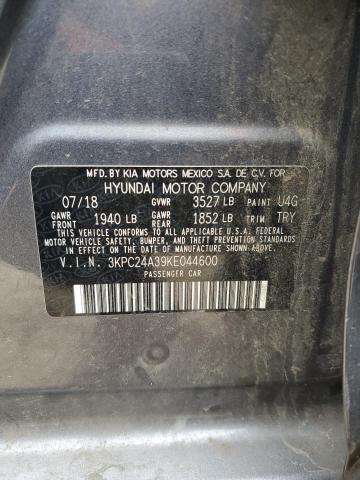 MFD.BY KIA MOTORS MEXICO S.A. DE C.V. FOR
HYUNDAI MOTOR COMPANY
07/18 GVWR 3527 LB PAINT U4G
GAWR FRONT 1940 LB GAWR REAR 1852 LB TRIM TRY
THIS VEHICLE CONFORMS TO ALL APPLICABLE U.S. FEDERAL
MOTOR VEHICLE SAFETY, BUMPER, AND THEFT PREVENTION
STANDARDS IN EFFECT ON THE DATE OF MANUFACTURE SHOWN ABOVE.
V.I.N. 3KPC24A39KE044600
PASSENGER CAR